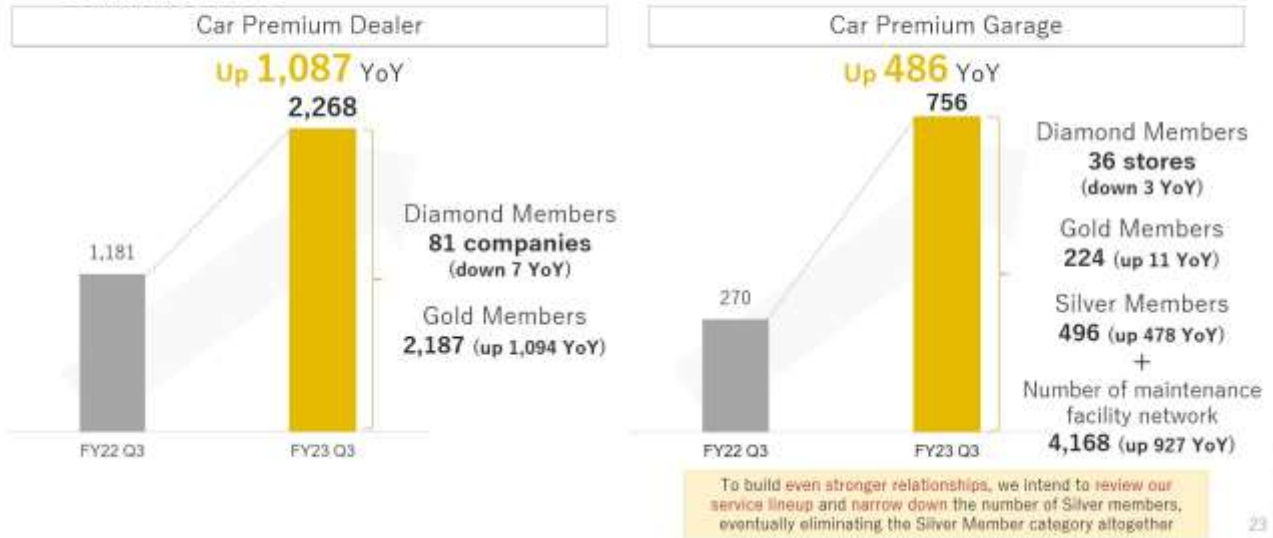 Car Premium Dealer
Up 1,087 YoY
2,268
1,181
FY22 Q3
FY23 Q3
Diamond Members
81 companies
(down 7 YoY)
Gold Members
2,187 (up 1,094 YoY)
Car Premium Garage
Up 486 YoY
756
270
FY22 Q3
FY23 Q3
Diamond Members
36 stores
(down 3 YoY)
Gold Members
224 (up 11 YoY)
Silver Members
496 (up 478 YoY)
+
Number of maintenance
facility network
4,168 (up 927 YoY)
To build even stronger relationships, we intend to review our
service lineup and narrow down the number of Silver members,
eventually eliminating the Silver Member category altogether
23